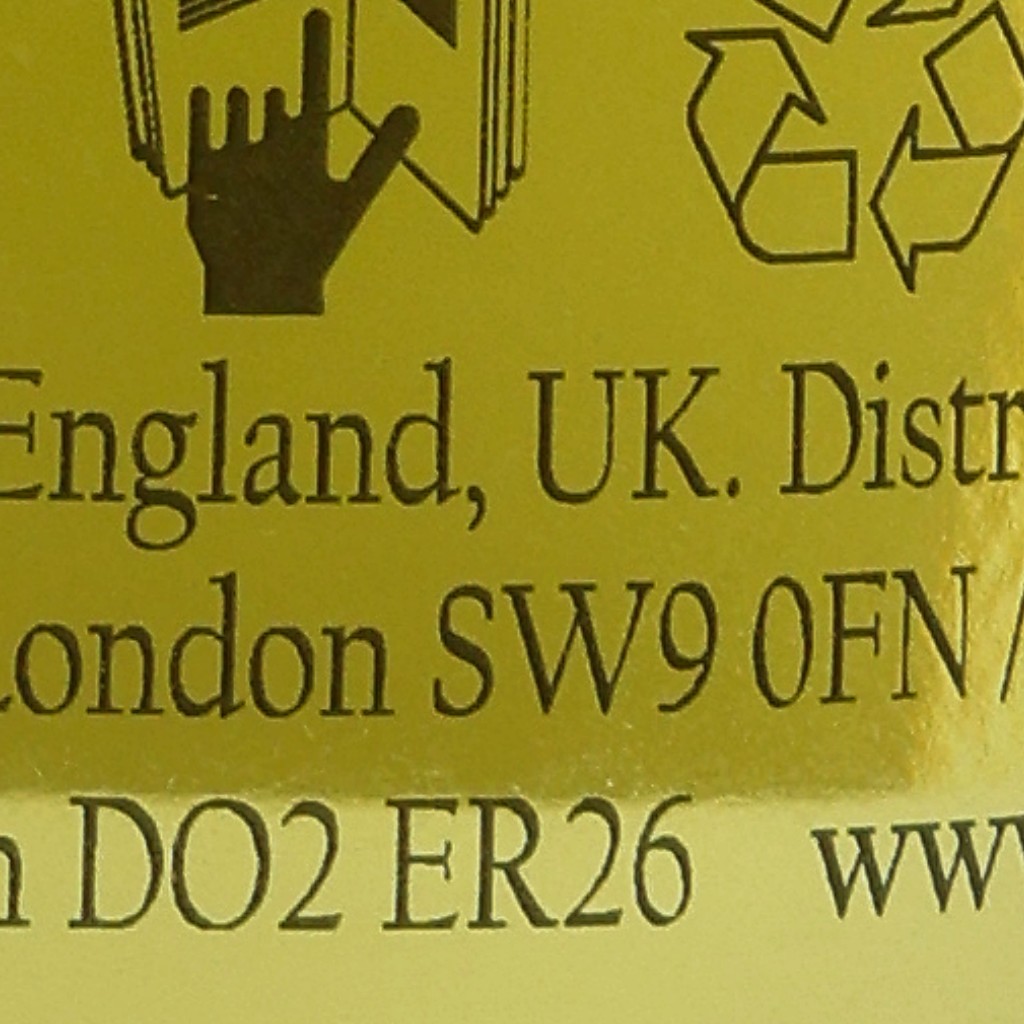 England, UK. Distr
London SW9 0FN /
n DO2 ER26 www